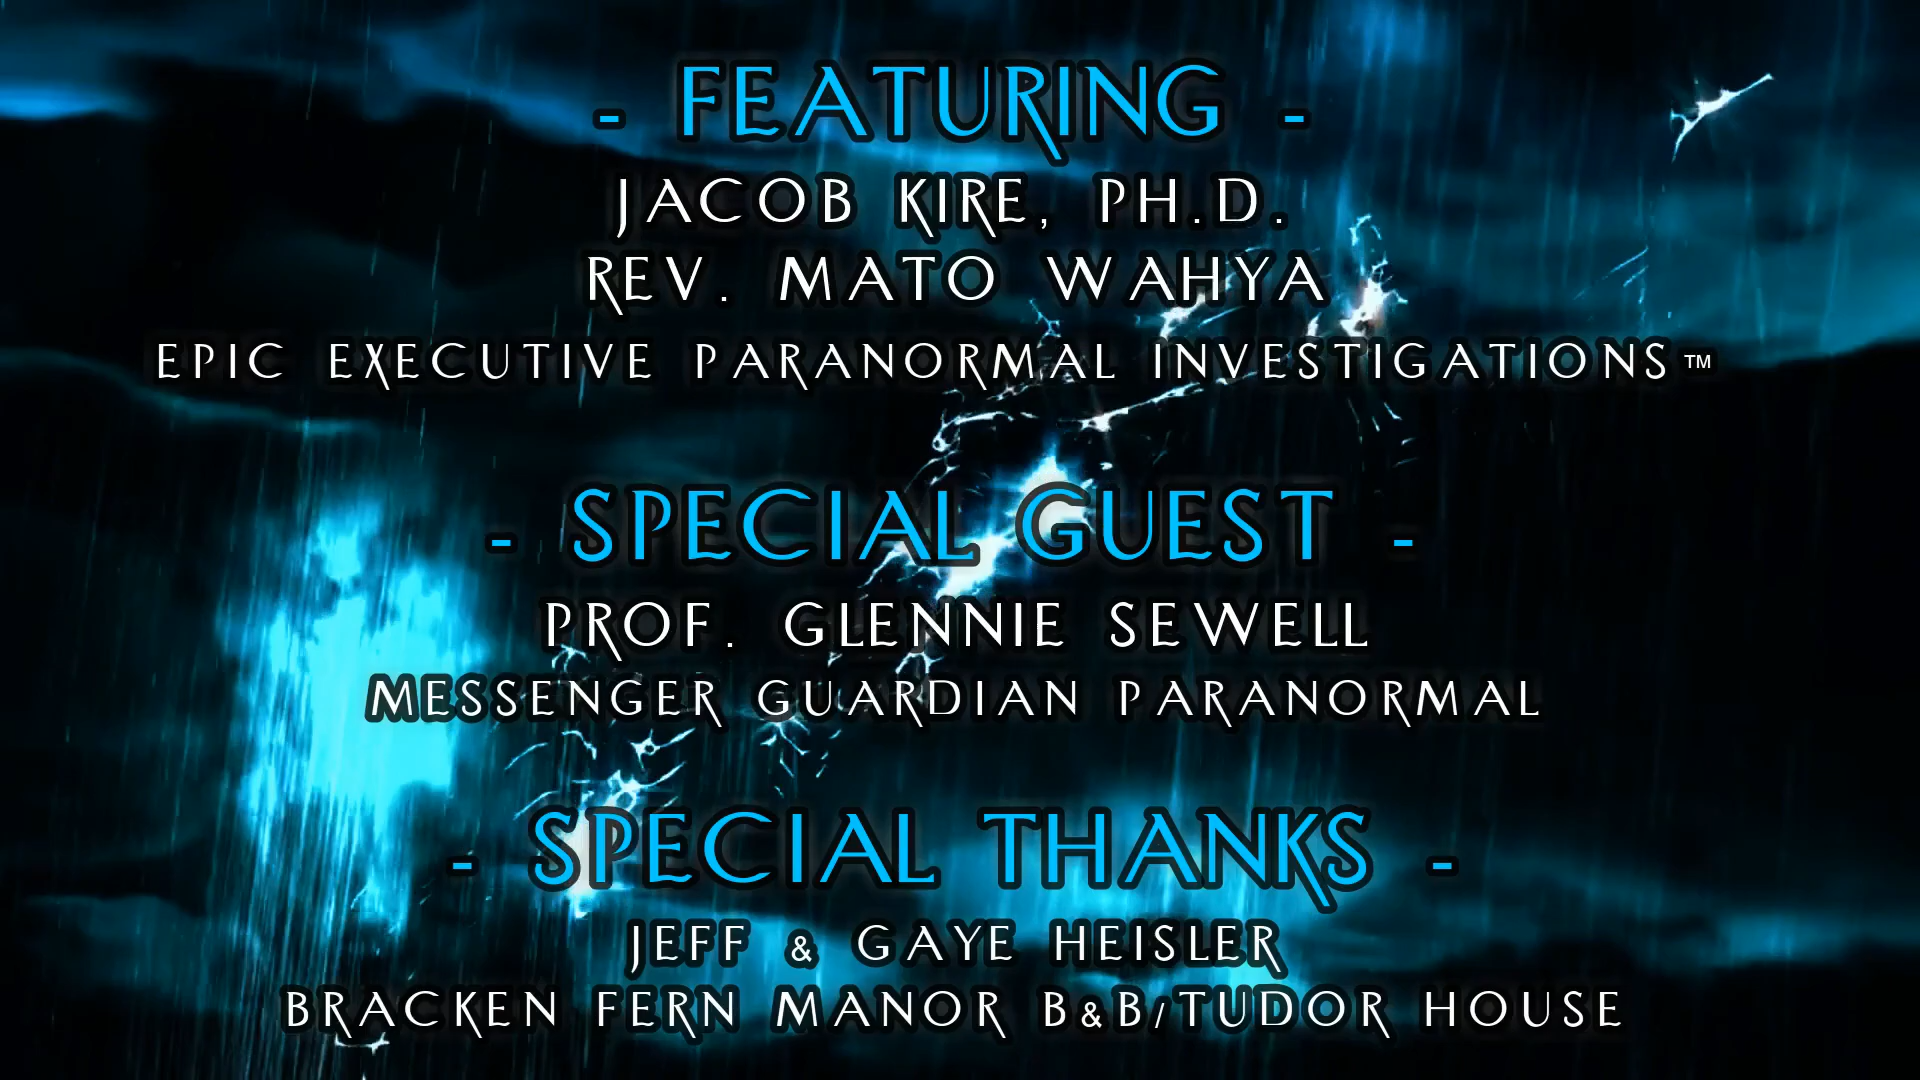 - FEATURING -
JACOB KIRE, PH.D.
REV. MATO WAHYA
EPIC EXECUTIVE PARANORMAL INVESTIGATIONS™
- SPECIAL GUEST -
PROF. GLENNIE SEWELL
MESSENGER GUARDIAN PARANORMAL
- SPECIAL THANKS -
JEFF & GAYE HEISLER
BRACKEN FERN MANOR B&B/TUDOR HOUSE